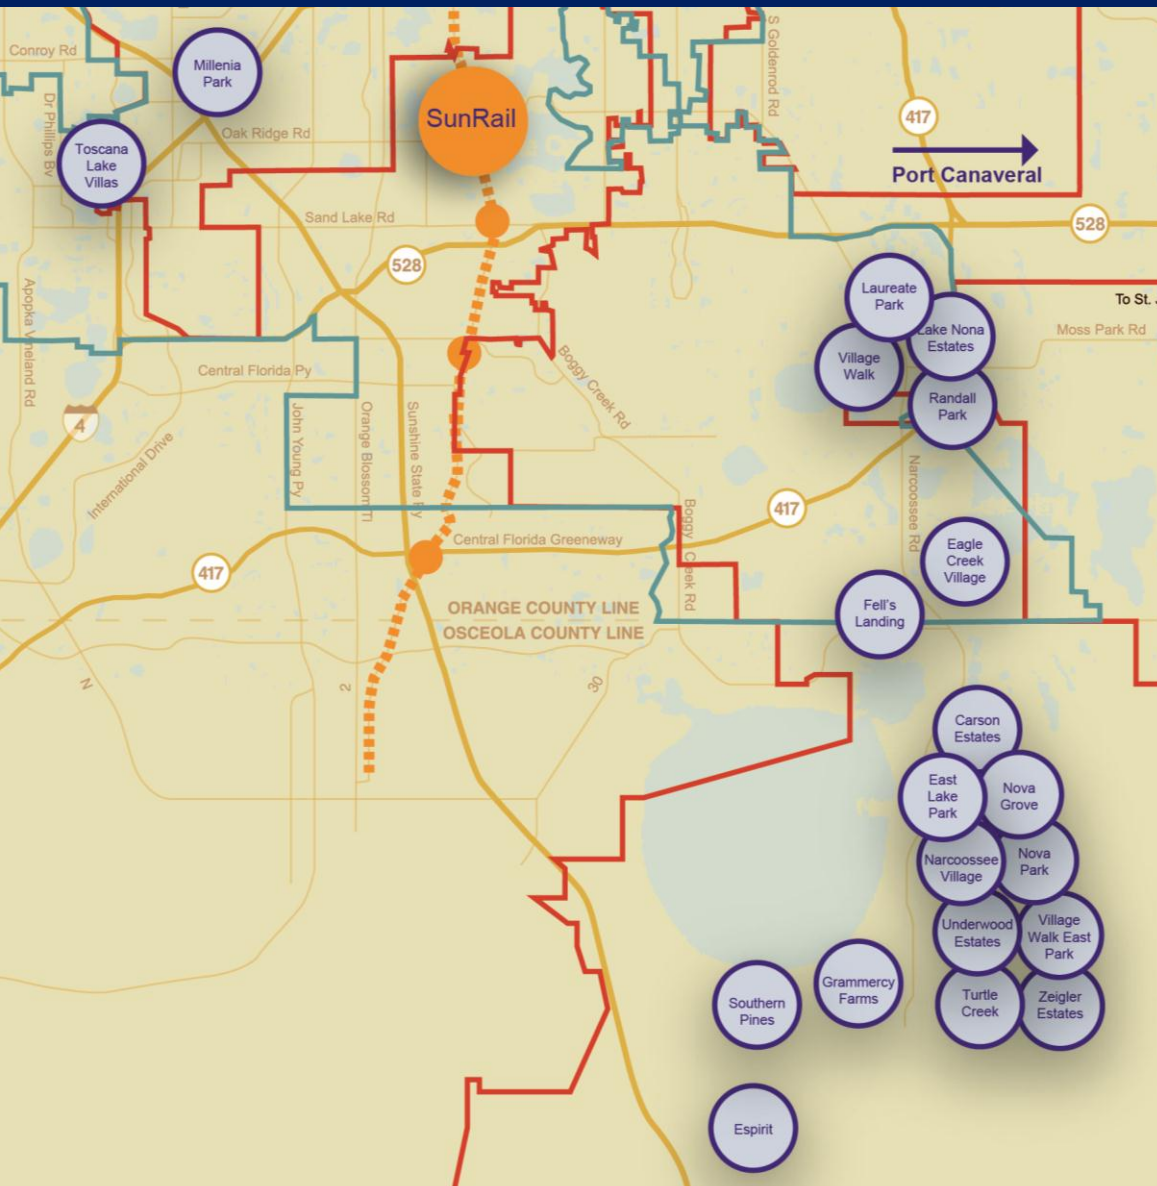 Conroy Rd
Millenia
Park
Dr Phillips Bv
Toscana
Lake
Villas
Oak Ridge Rd
SunRail
S Goldenrod Rd
417
Port Canaveral
Sand Lake Rd
528
528
Laureate
Park
Lake Nona
Estates
To St.
Apopka Vineland Rd
Village
Walk
Moss Park Rd
Central Florida Py
Boggy Creek Rd
Randall
Park
4
International Drive
John Young Py
Orange Blossom Tl
Sunshine State Py
Narcoossee Rd
417
Boggy Creek Rd
Central Florida Greeneway
417
Eagle
Creek
Village
ORANGE COUNTY LINE
OSCEOLA COUNTY LINE
Fell's
Landing
N
2
30
Carson
Estates
East
Lake
Park
Nova
Grove
Narcoossee
Village
Nova
Park
Underwood
Estates
Village
Walk East
Park
Southern
Pines
Grammercy
Farms
Turtle
Creek
Zeigler
Estates
Espirit